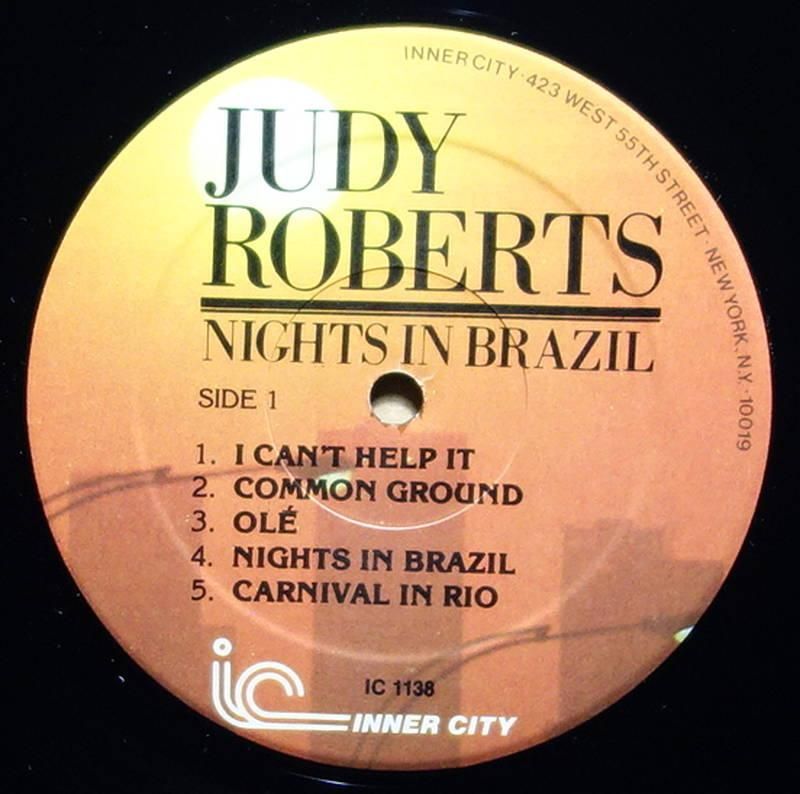 INNER CITY · 423 WEST 55TH STREET · NEW YORK, N.Y. · 10019
JUDY
ROBERTS
NIGHTS IN BRAZIL
SIDE 1
1. I CAN'T HELP IT
2. COMMON GROUND
3. OLÉ
4. NIGHTS IN BRAZIL
5. CARNIVAL IN RIO
ic
IC 1138
INNER CITY